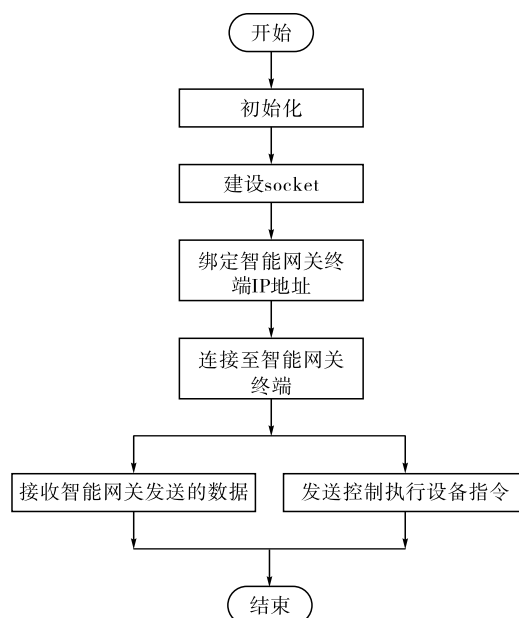 开始
初始化
建设socket
绑定智能网关终
端IP地址
连接至智能网关
终端
接收智能网关发送的数据
发送控制执行设备指令
结束